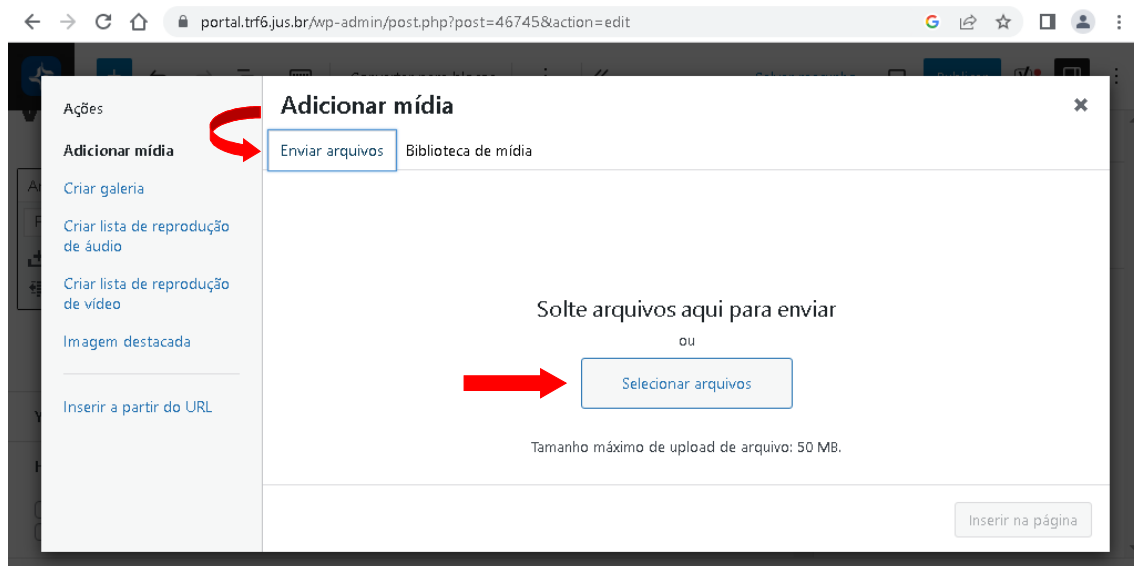 portal.trf6.jus.br/wp-admin/post.php?post=46745&action=edit
Ações
Adicionar mídia
Criar galeria
Criar lista de reprodução
de áudio
Criar lista de reprodução
de vídeo
Imagem destacada
Inserir a partir do URL
Adicionar mídia
Enviar arquivos Biblioteca de mídia
Solte arquivos aqui para enviar
ou
Selecionar arquivos
Tamanho máximo de upload de arquivo: 50 MB.
Inserir na página